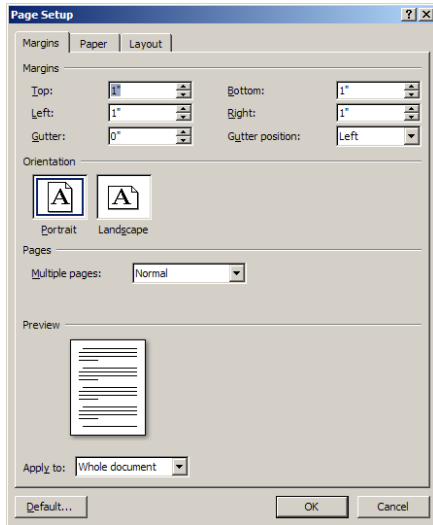 Page Setup
Margins Paper Layout
Margins
Top: 1" Bottom: 1"
Left: 1" Right: 1"
Gutter: 0" Gutter position: Left
Orientation
A A
Portrait Landscape
Pages
Multiple pages: Normal
Preview
Apply to: Whole document
Default... OK Cancel